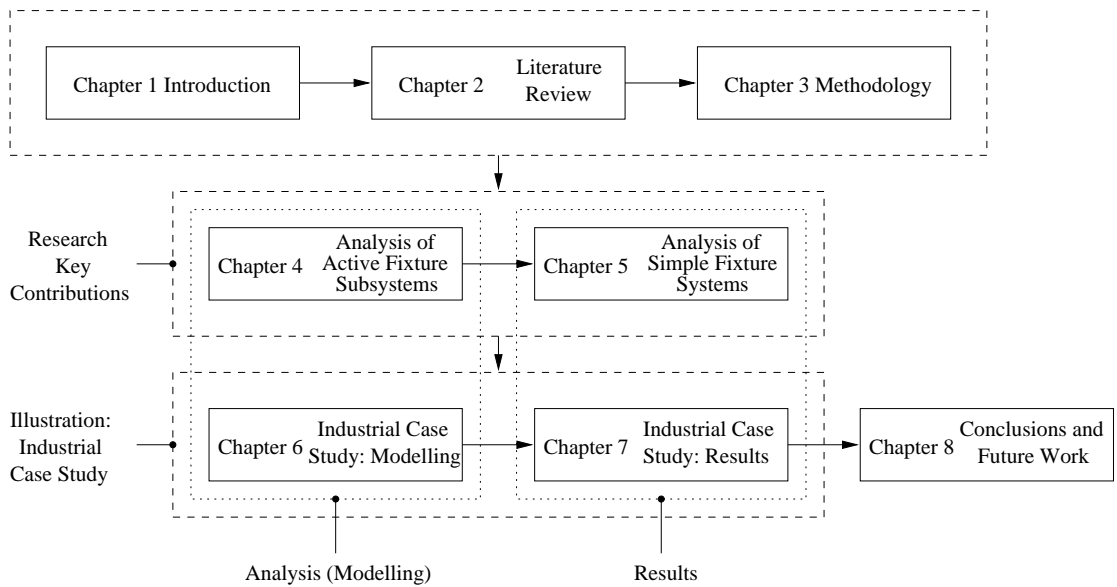 Chapter 1 Introduction
Chapter 2 Literature
Review
Chapter 3 Methodology
Research
Key
Contributions
Chapter 4 Analysis of
Active Fixture
Subsystems
Chapter 5 Analysis of
Simple Fixture
Systems
Illustration:
Industrial
Case Study
Chapter 6 Industrial Case
Study: Modelling
Chapter 7 Industrial Case
Study: Results
Chapter 8 Conclusions and
Future Work
Analysis (Modelling)
Results